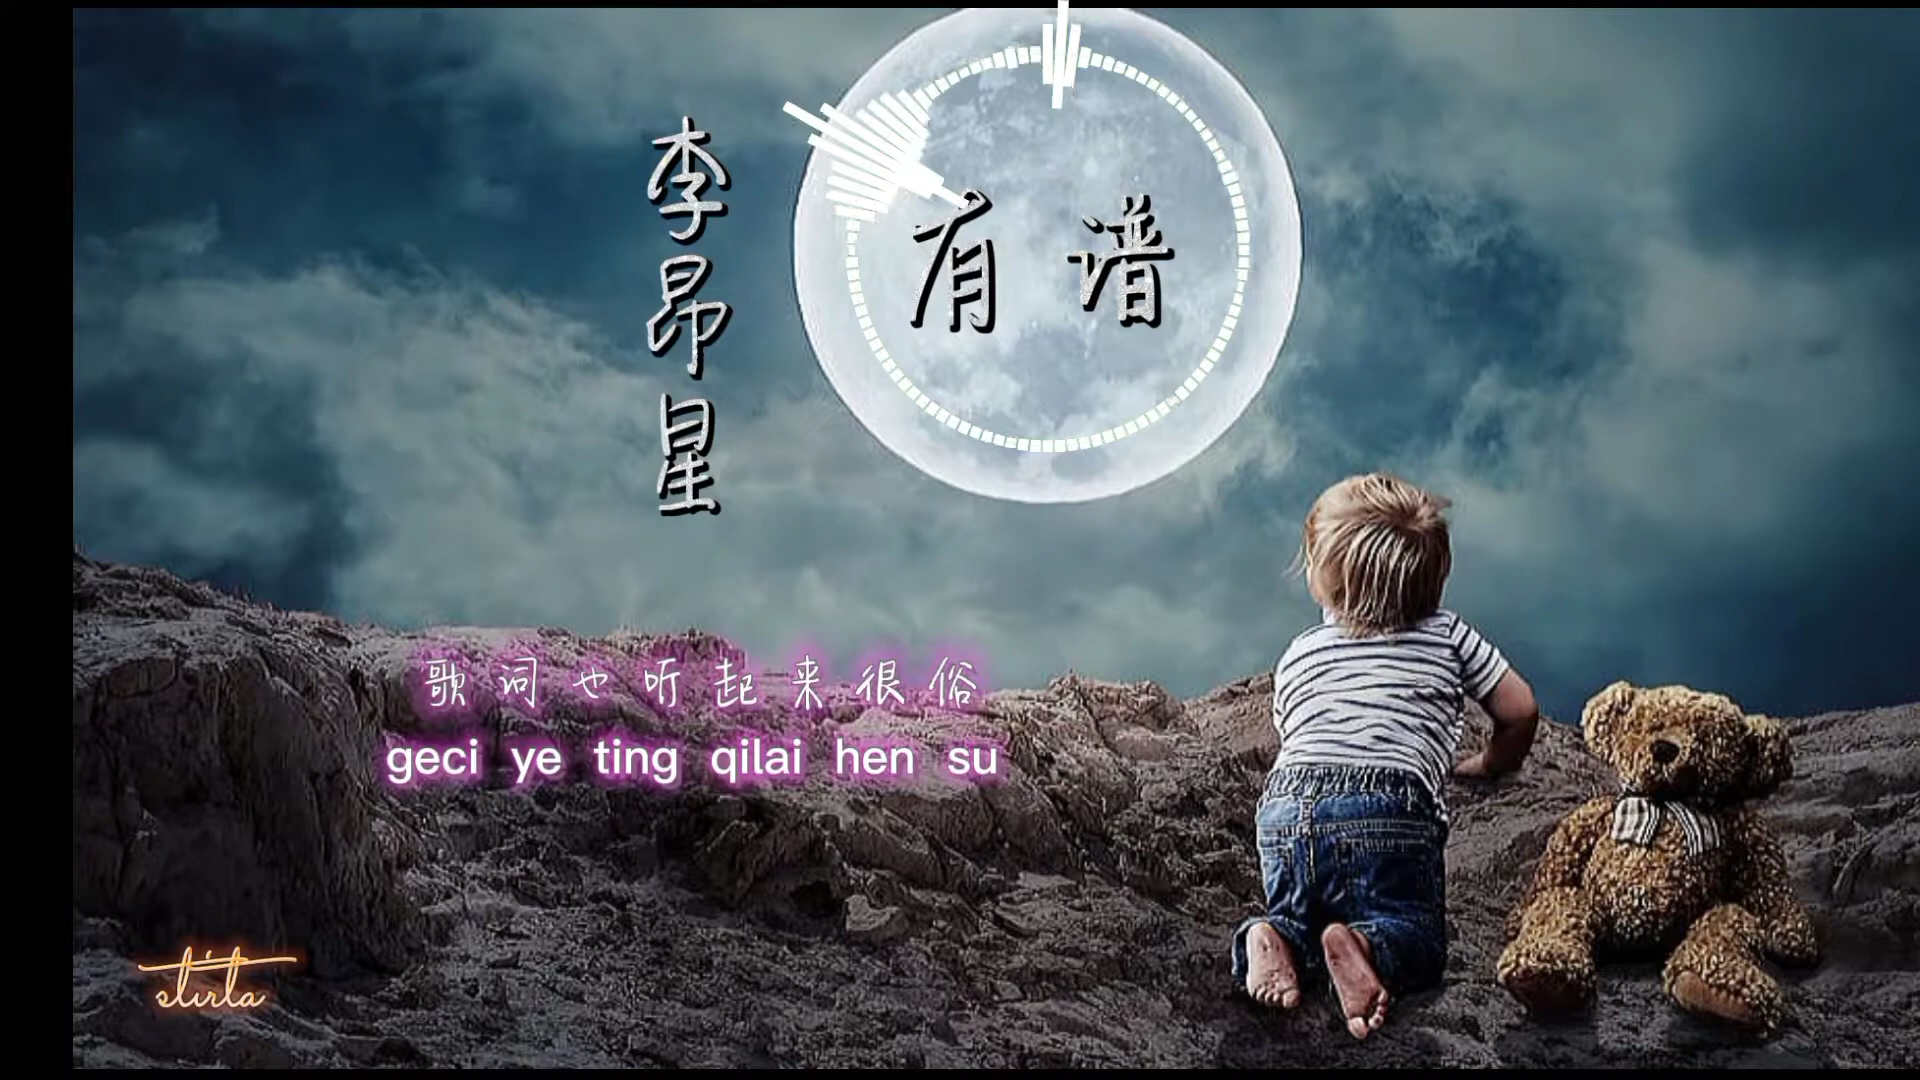 李昂星
有谱
歌词也听起来很俗
geci ye ting qilai hen su
stirta